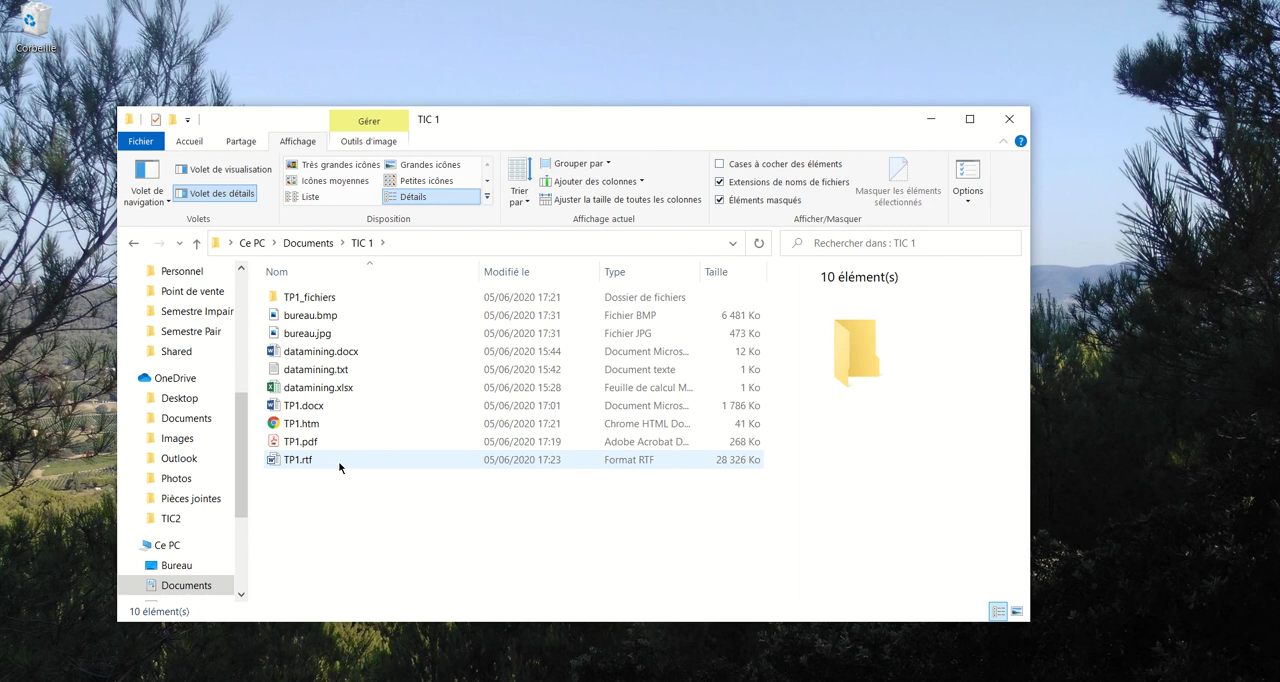 Corbeille
Gérer
TIC 1
Fichier
Accueil
Partage
Affichage
Outils d'image
Volet de navigation
Volet de visualisation
Volet des détails
Volets
Très grandes icônes
Grandes icônes
Icônes moyennes
Petites icônes
Liste
Détails
Disposition
Trier par
Grouper par
Ajouter des colonnes
Ajuster la taille de toutes les colonnes
Affichage actuel
Cases à cocher des éléments
Extensions de noms de fichiers
Éléments masqués
Masquer les éléments sélectionnés
Afficher/Masquer
Options
Ce PC > Documents > TIC 1 >
Rechercher dans : TIC 1
Personnel
Point de vente
Semestre Impair
Semestre Pair
Shared
OneDrive
Desktop
Documents
Images
Outlook
Photos
Pièces jointes
TIC2
Ce PC
Bureau
Documents
Nom Modifié le Type Taille
TP1_fichiers 05/06/2020 17:21 Dossier de fichiers
bureau.bmp 05/06/2020 17:31 Fichier BMP 6 481 Ko
bureau.jpg 05/06/2020 17:31 Fichier JPG 473 Ko
datamining.docx 05/06/2020 15:44 Document Micros... 12 Ko
datamining.txt 05/06/2020 15:42 Document texte 1 Ko
datamining.xlsx 05/06/2020 15:28 Feuille de calcul M... 1 Ko
TP1.docx 05/06/2020 17:01 Document Micros... 1 786 Ko
TP1.htm 05/06/2020 17:21 Chrome HTML Do... 41 Ko
TP1.pdf 05/06/2020 17:19 Adobe Acrobat D... 268 Ko
TP1.rtf 05/06/2020 17:23 Format RTF 28 326 Ko
10 élément(s)
10 élément(s)